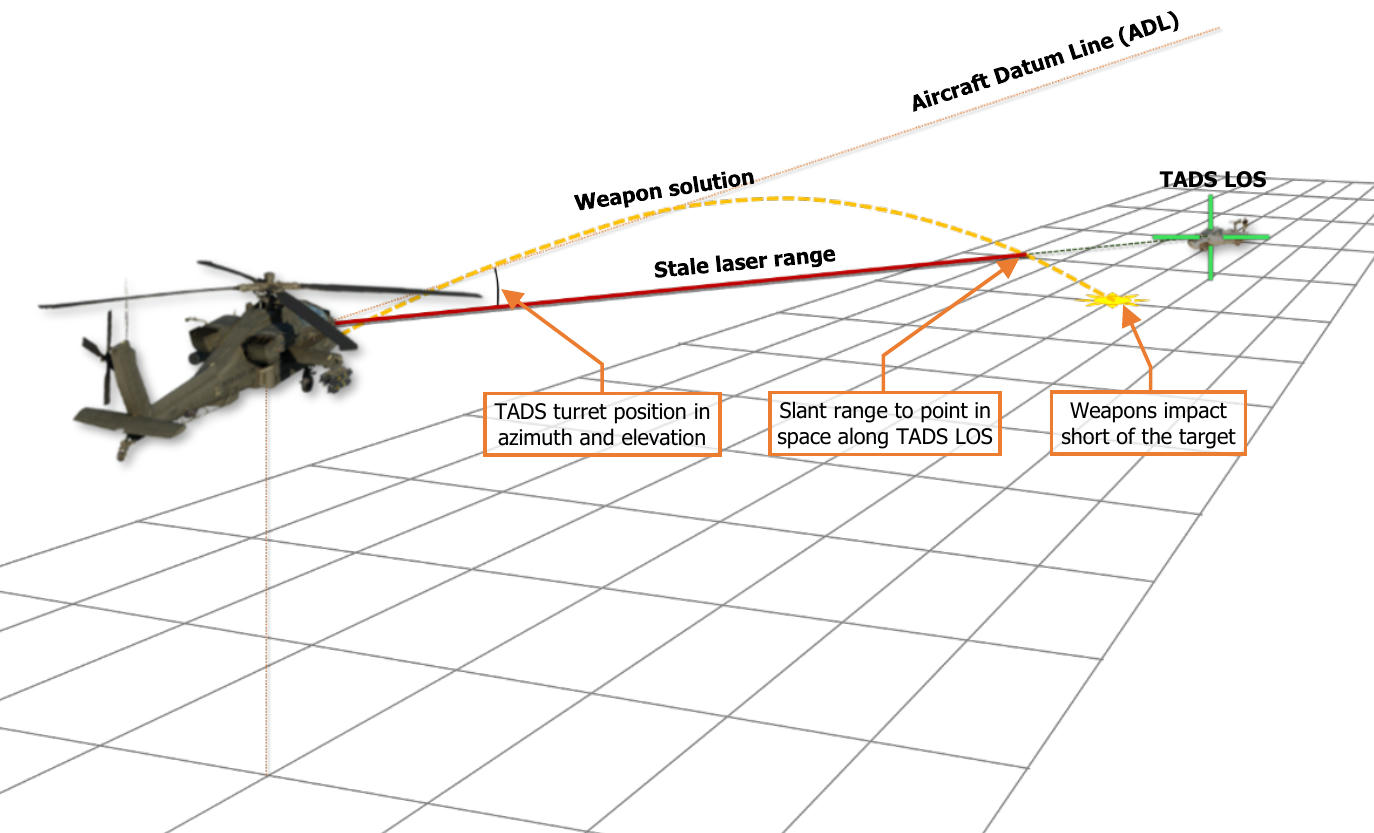 Aircraft Datum Line (ADL)
Weapon solution
TADS LOS
Stale laser range
TADS turret position in
azimuth and elevation
Slant range to point in
space along TADS LOS
Weapons impact
short of the target